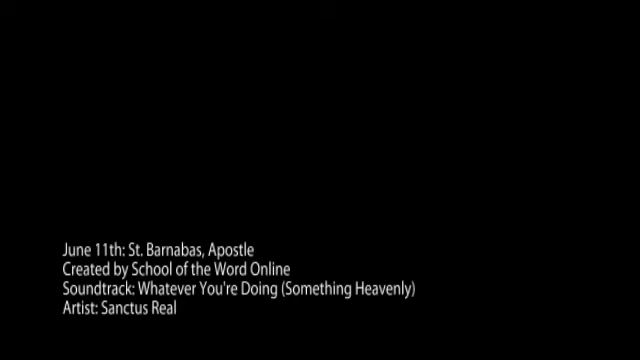 June 11th: St. Barnabas, Apostle
Created by School of the Word Online
Soundtrack: Whatever You're Doing (Something Heavenly)
Artist: Sanctus Real